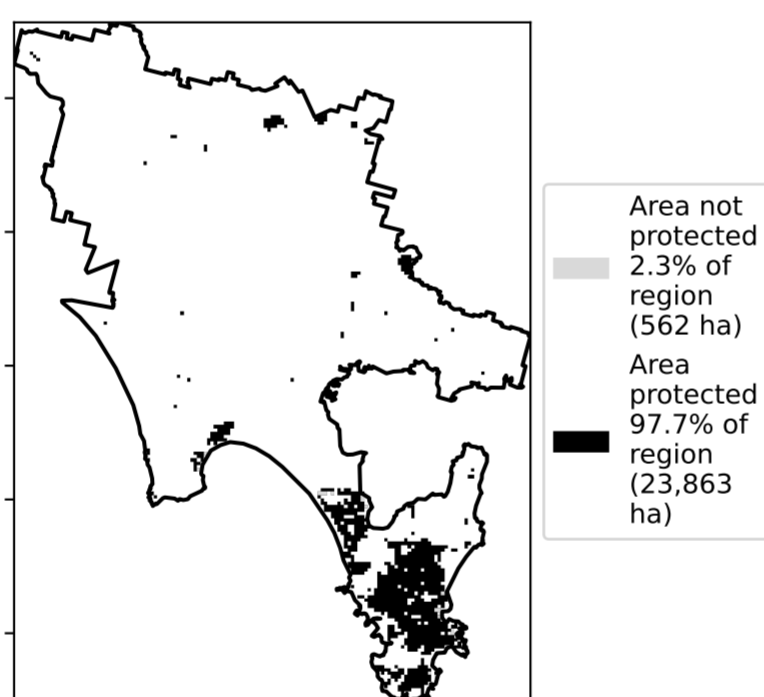 Area not
protected
2.3% of
region
(562 ha)
Area
protected
97.7% of
region
(23,863
ha)